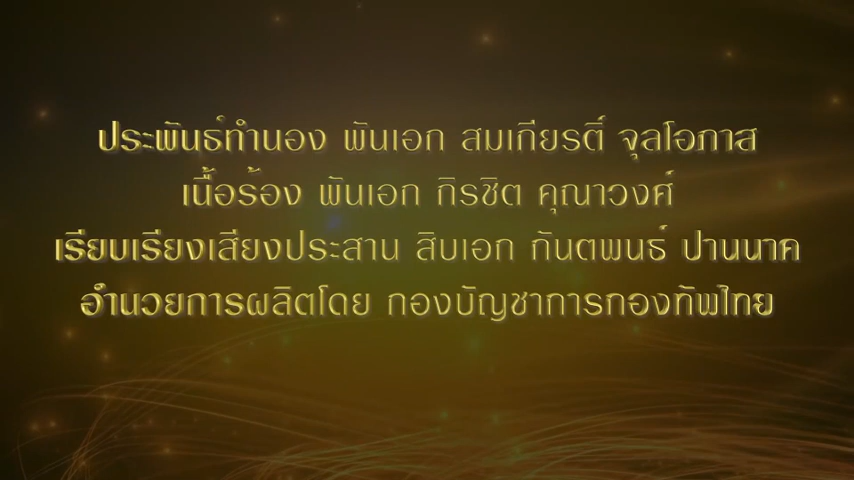 ประพันธ์ทำนอง พันเอก สมเกียรติ์ จุลโอภาส
เนื้อร้อง พันเอก กิรชิต คุณาวงศ์
เรียบเรียงเสียงประสาน สิบเอก กันตพนธ์ ปานนาค
อำนวยการผลิตโดย กองบัญชาการกองทัพไทย